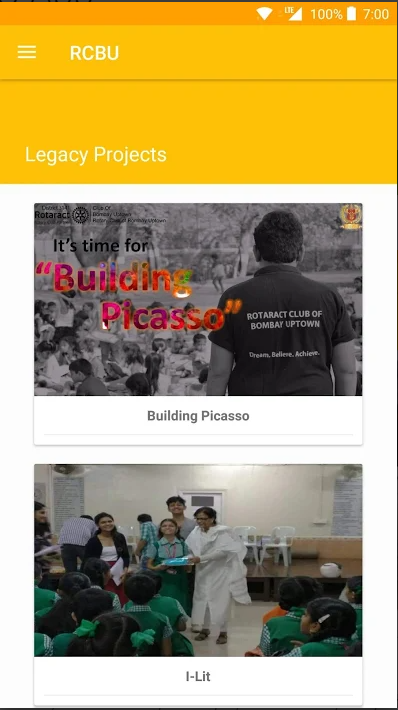 LTE 100% 7:00
RCBU
Legacy Projects
Rotaract
Club Of
Bombay Uptown
It's time for
"Building
Picasso"
ROTARACT CLUB OF
BOMBAY UPTOWN
Dream, Believe, Achieve.
Building Picasso
I-Lit